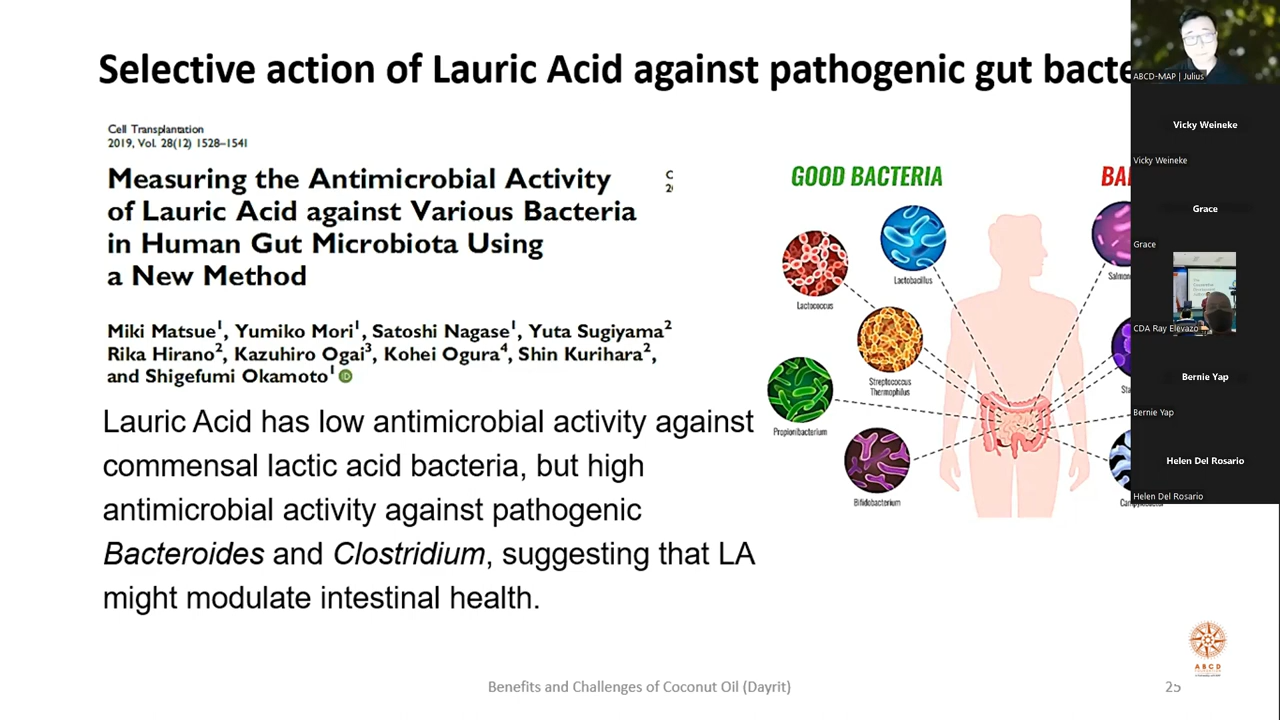 Selective action of Lauric Acid against pathogenic gut bacte
Cell Transplantation
2019, Vol. 28(12) 1528–1541
Measuring the Antimicrobial Activity
of Lauric Acid against Various Bacteria
in Human Gut Microbiota Using
a New Method
C
2
Miki Matsue1, Yumiko Mori1, Satoshi Nagase1, Yuta Sugiyama2
Rika Hirano2, Kazuhiro Ogai3, Kohei Ogura4, Shin Kurihara2,
and Shigefumi Okamoto1 iD
Lauric Acid has low antimicrobial activity against
commensal lactic acid bacteria, but high
antimicrobial activity against pathogenic
Bacteroides and Clostridium, suggesting that LA
might modulate intestinal health.
GOOD BACTERIA
BA
Lactobacillus
Lactococcus
Streptococcus
Thermophilus
Propionibacterium
Bifidobacterium
Salmon
Sta
ABCD-MAP | Julius
Vicky Weineke
Vicky Weineke
Grace
Grace
CDA Ray Elevazo
Bernie Yap
Bernie Yap
Helen Del Rosario
Helen Del Rosario
ABCD
Benefits and Challenges of Coconut Oil (Dayrit)
25